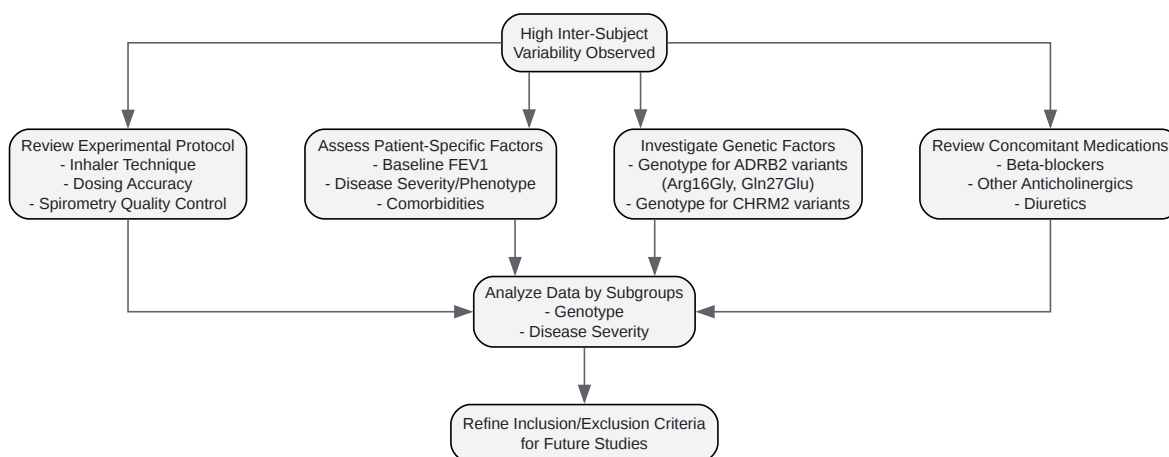 High Inter-Subject
Variability Observed
Review Experimental Protocol
- Inhaler Technique
- Dosing Accuracy
- Spirometry Quality Control
Assess Patient-Specific Factors
- Baseline FEV1
- Disease Severity/Phenotype
- Comorbidities
Investigate Genetic Factors
- Genotype for ADRB2 variants
(Arg16Gly, Gln27Glu)
- Genotype for CHRM2 variants
Review Concomitant Medications
- Beta-blockers
- Other Anticholinergics
- Diuretics
Analyze Data by Subgroups
- Genotype
- Disease Severity
Refine Inclusion/Exclusion Criteria
for Future Studies